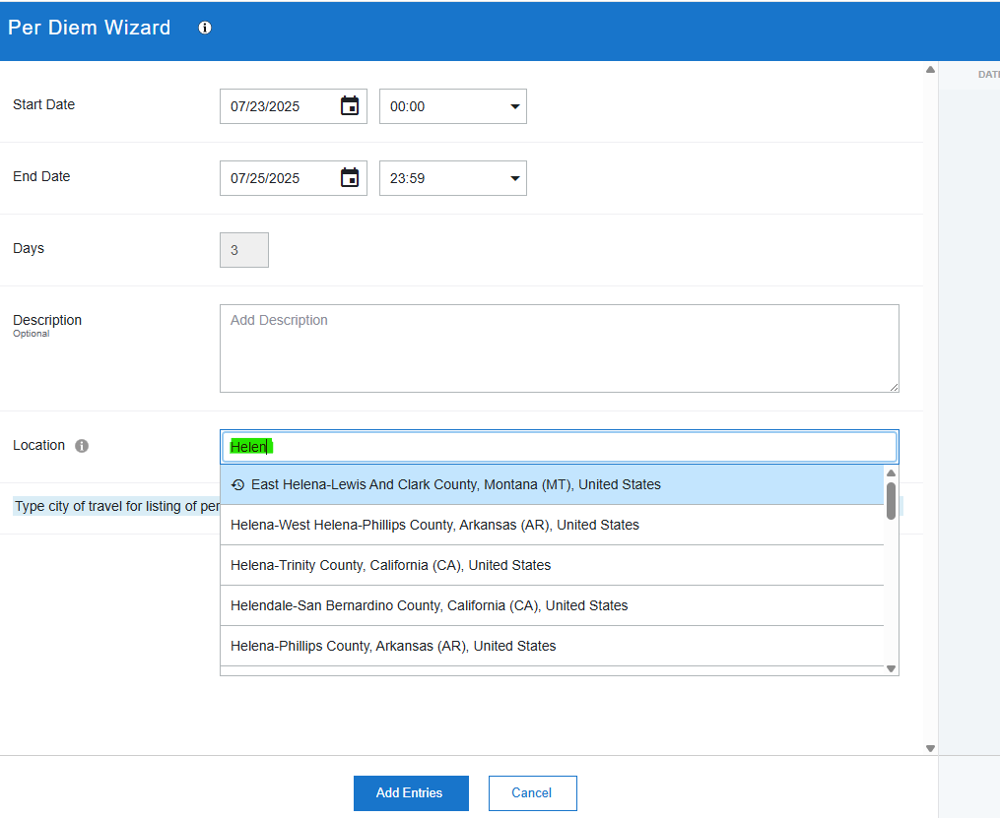 Per Diem Wizard
DATE
Start Date 07/23/2025 00:00
End Date 07/25/2025 23:59
Days 3
Description Add Description
Optional
Location Helen
East Helena-Lewis And Clark County, Montana (MT), United States
Type city of travel for listing of per
Helena-West Helena-Phillips County, Arkansas (AR), United States
Helena-Trinity County, California (CA), United States
Helendale-San Bernardino County, California (CA), United States
Helena-Phillips County, Arkansas (AR), United States
Add Entries Cancel